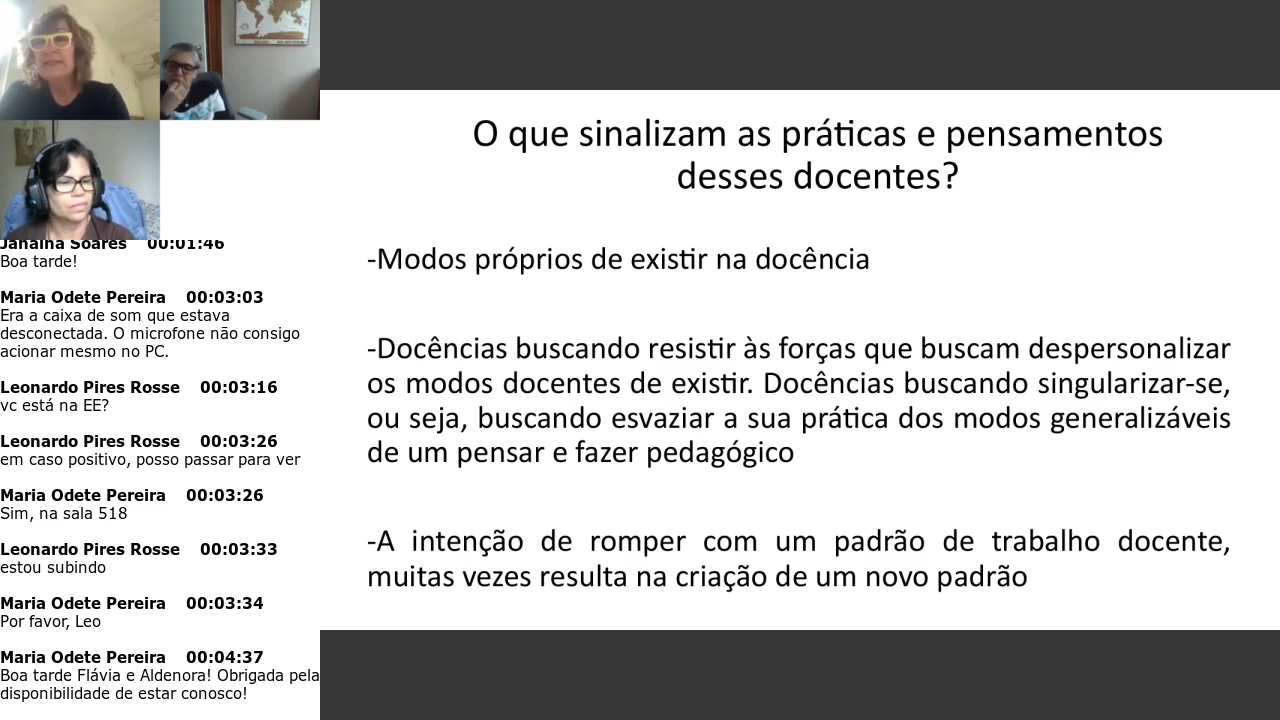 Janaína Soares 00:01:46
Boa tarde!
Maria Odete Pereira 00:03:03
Era a caixa de som que estava
desconectada. O microfone não consigo
acionar mesmo no PC.
Leonardo Pires Rosse 00:03:16
vc está na EE?
Leonardo Pires Rosse 00:03:26
em caso positivo, posso passar para ver
Maria Odete Pereira 00:03:26
Sim, na sala 518
Leonardo Pires Rosse 00:03:33
estou subindo
Maria Odete Pereira 00:03:34
Por favor, Leo
Maria Odete Pereira 00:04:37
Boa tarde Flávia e Aldenora! Obrigada pela
disponibilidade de estar conosco!
O que sinalizam as práticas e pensamentos
desses docentes?
-Modos próprios de existir na docência
-Docências buscando resistir às forças que buscam despersonalizar
os modos docentes de existir. Docências buscando singularizar-se,
ou seja, buscando esvaziar a sua prática dos modos generalizáveis
de um pensar e fazer pedagógico
-A intenção de romper com um padrão de trabalho docente,
muitas vezes resulta na criação de um novo padrão